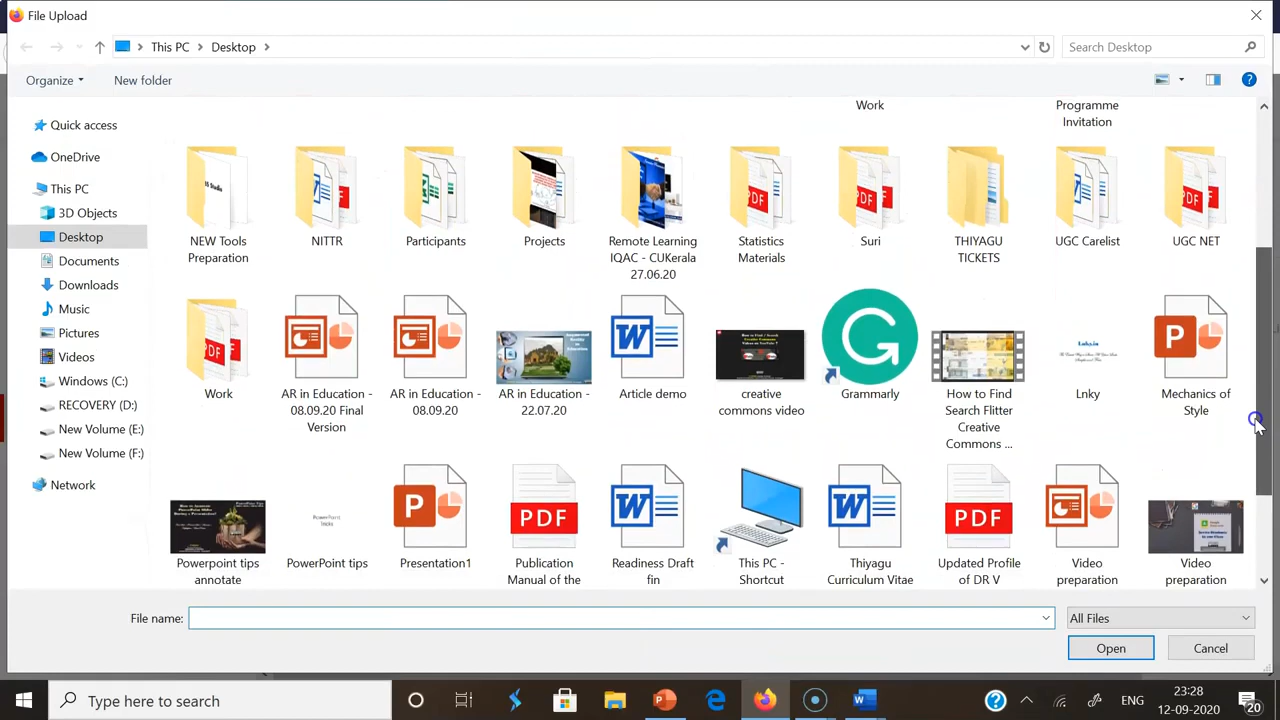 File Upload
This PC
Desktop
Search Desktop
Organize
New folder
Quick access
OneDrive
This PC
3D Objects
Desktop
Documents
Downloads
Music
Pictures
Videos
Windows (C:)
RECOVERY (D:)
New Volume (E:)
New Volume (F:)
Network
Work
Programme
Invitation
NEW Tools
Preparation
NITTR
Participants
Projects
Remote Learning
IQAC - CUKerala
27.06.20
Statistics
Materials
Suri
THIYAGU
TICKETS
UGC Carelist
UGC NET
Work
AR in Education -
08.09.20 Final
Version
AR in Education -
08.09.20
AR in Education -
22.07.20
Article demo
creative
commons video
Grammarly
How to Find
Search Flitter
Creative
Commons ...
Lnky
Mechanics of
Style
Powerpoint tips
annotate
PowerPoint tips
Presentation1
Publication
Manual of the
Readiness Draft
fin
This PC -
Shortcut
Thiyagu
Curriculum Vitae
Updated Profile
of DR V
Video
preparation
Video
preparation
File name:
All Files
Open
Cancel
Type here to search
ENG
23:28
12-09-2020
20